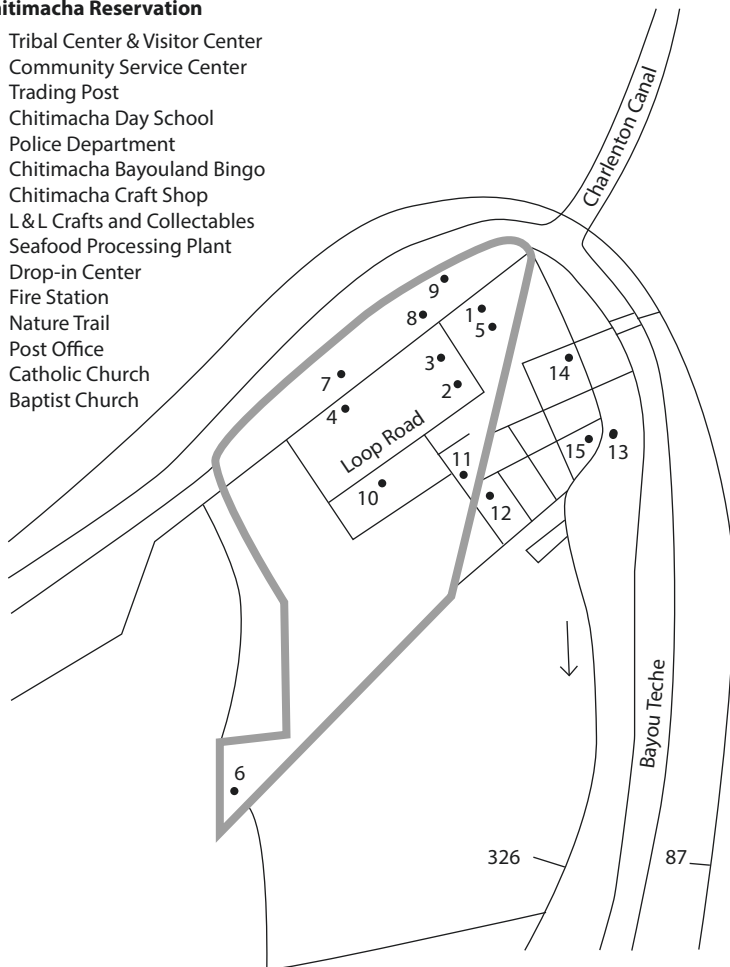 hitimacha Reservation
Tribal Center & Visitor Center
Community Service Center
Trading Post
Chitimacha Day School
Police Department
Chitimacha Bayouland Bingo
Chitimacha Craft Shop
L & L Crafts and Collectables
Seafood Processing Plant
Drop-in Center
Fire Station
Nature Trail
Post Office
Catholic Church
Baptist Church
Charlenton Canal
9
8
1
5
3
7
2
14
4
Loop Road
15
13
11
10
12
Bayou Teche
6
326
87